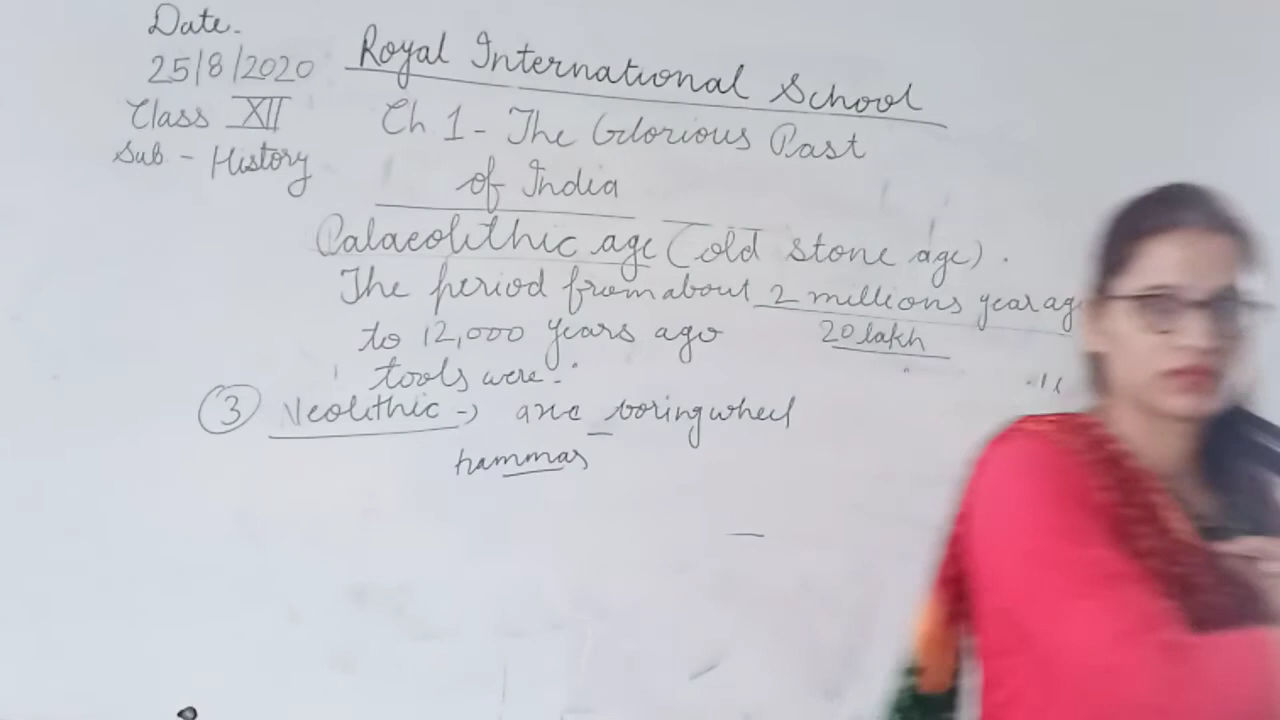 Date.
25/8/2020
Class XII
Sub - History
Royal International School
Ch 1 - The Glorious Past
of India
Palaeolithic age (old stone age).
The period from about 2 millions year ag
to 12,000 years ago
20 lakh
tools were -
3 Neolithic -> axe boring wheel
hammas